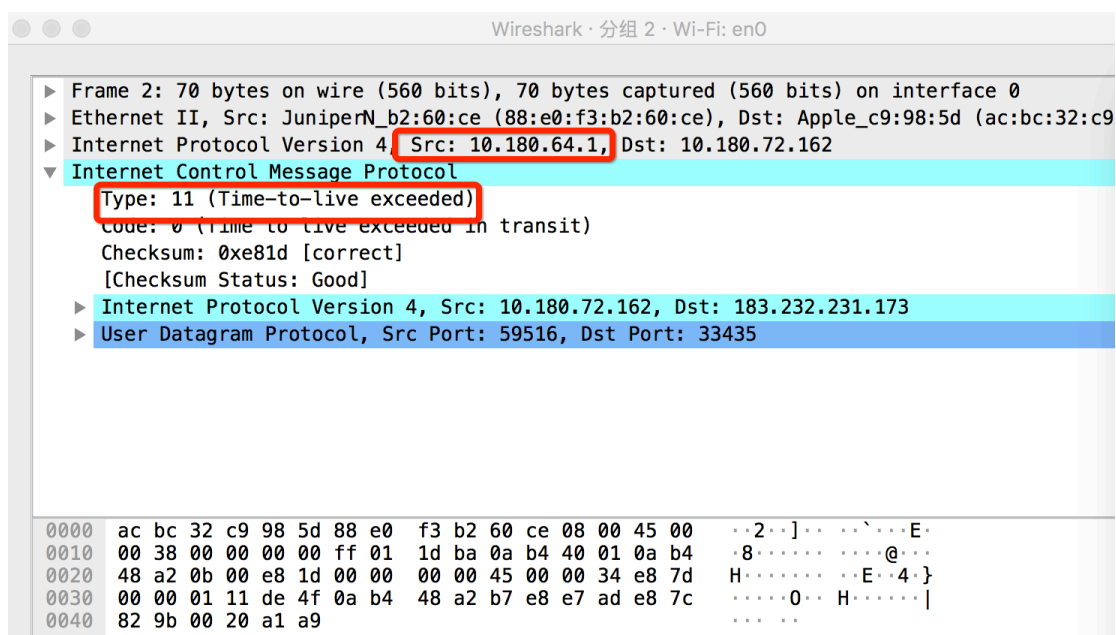 Wireshark · 分组 2 · Wi-Fi: en0
Frame 2: 70 bytes on wire (560 bits), 70 bytes captured (560 bits) on interface 0
Ethernet II, Src: JuniperN_b2:60:ce (88:e0:f3:b2:60:ce), Dst: Apple_c9:98:5d (ac:bc:32:c9
Internet Protocol Version 4, Src: 10.180.64.1, Dst: 10.180.72.162
Internet Control Message Protocol
Type: 11 (Time-to-live exceeded)
Code: 0 (Time to live exceeded in transit)
Checksum: 0xe81d [correct]
[Checksum Status: Good]
Internet Protocol Version 4, Src: 10.180.72.162, Dst: 183.232.231.173
User Datagram Protocol, Src Port: 59516, Dst Port: 33435
0000 ac bc 32 c9 98 5d 88 e0 f3 b2 60 ce 08 00 45 00 ··2··]·· ··`···E·
0010 00 38 00 00 00 00 ff 01 1d ba 0a b4 40 01 0a b4 ·8······ ····@···
0020 48 a2 0b 00 e8 1d 00 00 00 00 45 00 00 34 e8 7d H······· ··E··4·}
0030 00 00 01 11 de 4f 0a b4 48 a2 b7 e8 e7 ad e8 7c ·····O·· H······|
0040 82 9b 00 20 a1 a9 ··· ··